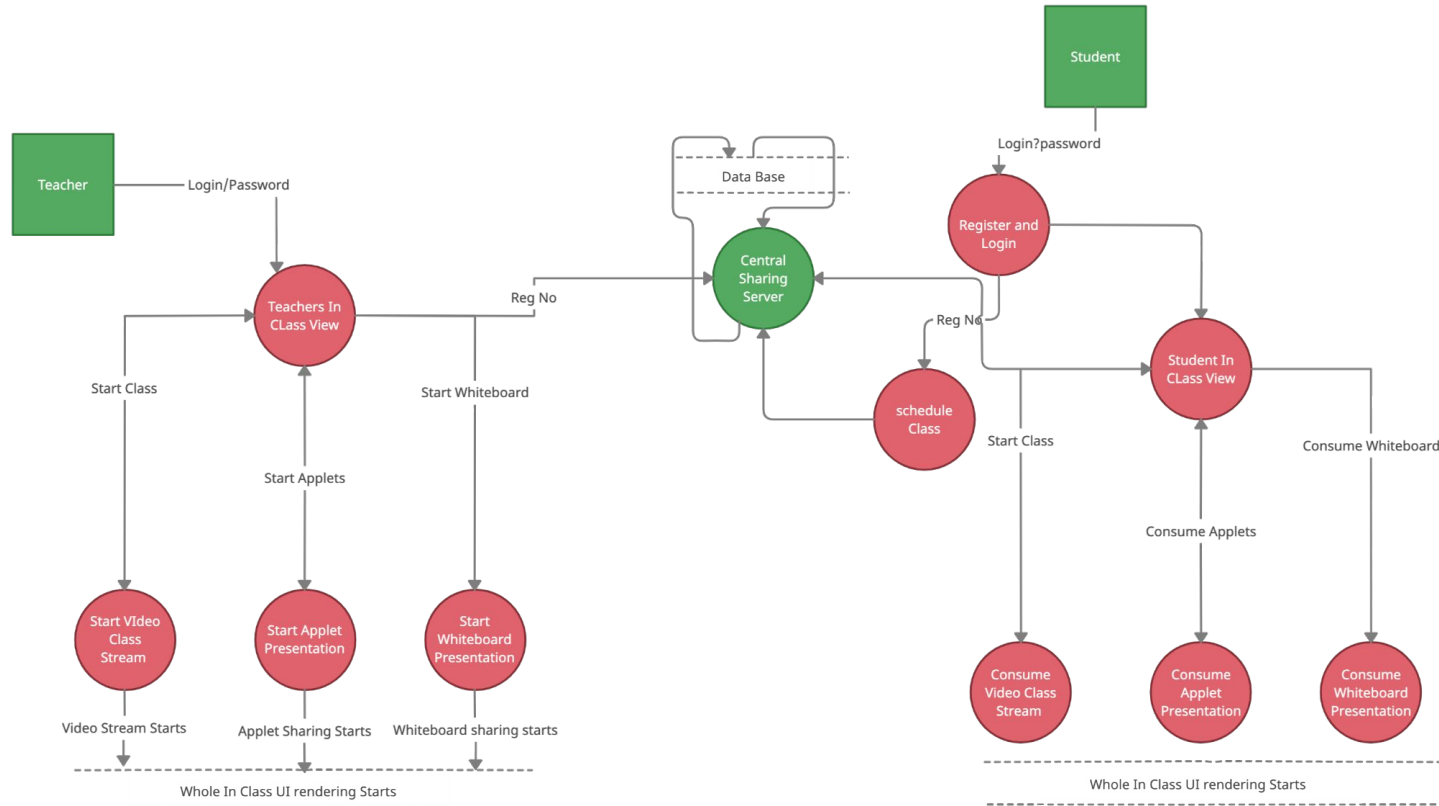 Student
Login?password
Teacher
Login/Password
Data Base
Register and
Login
Central
Sharing
Server
Teachers In
CLass View
Reg No
Reg No
Student In
CLass View
Start Class
Start Whiteboard
schedule
Class
Start Class
Consume Whiteboard
Start Applets
Consume Applets
Start VIdeo
Class
Stream
Start Applet
Presentation
Start
Whiteboard
Presentation
Consume
Video Class
Stream
Consume
Applet
Presentation
Consume
Whiteboard
Presentation
Video Stream Starts
Applet Sharing Starts
Whiteboard sharing starts
Whole In Class UI rendering Starts
Whole In Class UI rendering Starts